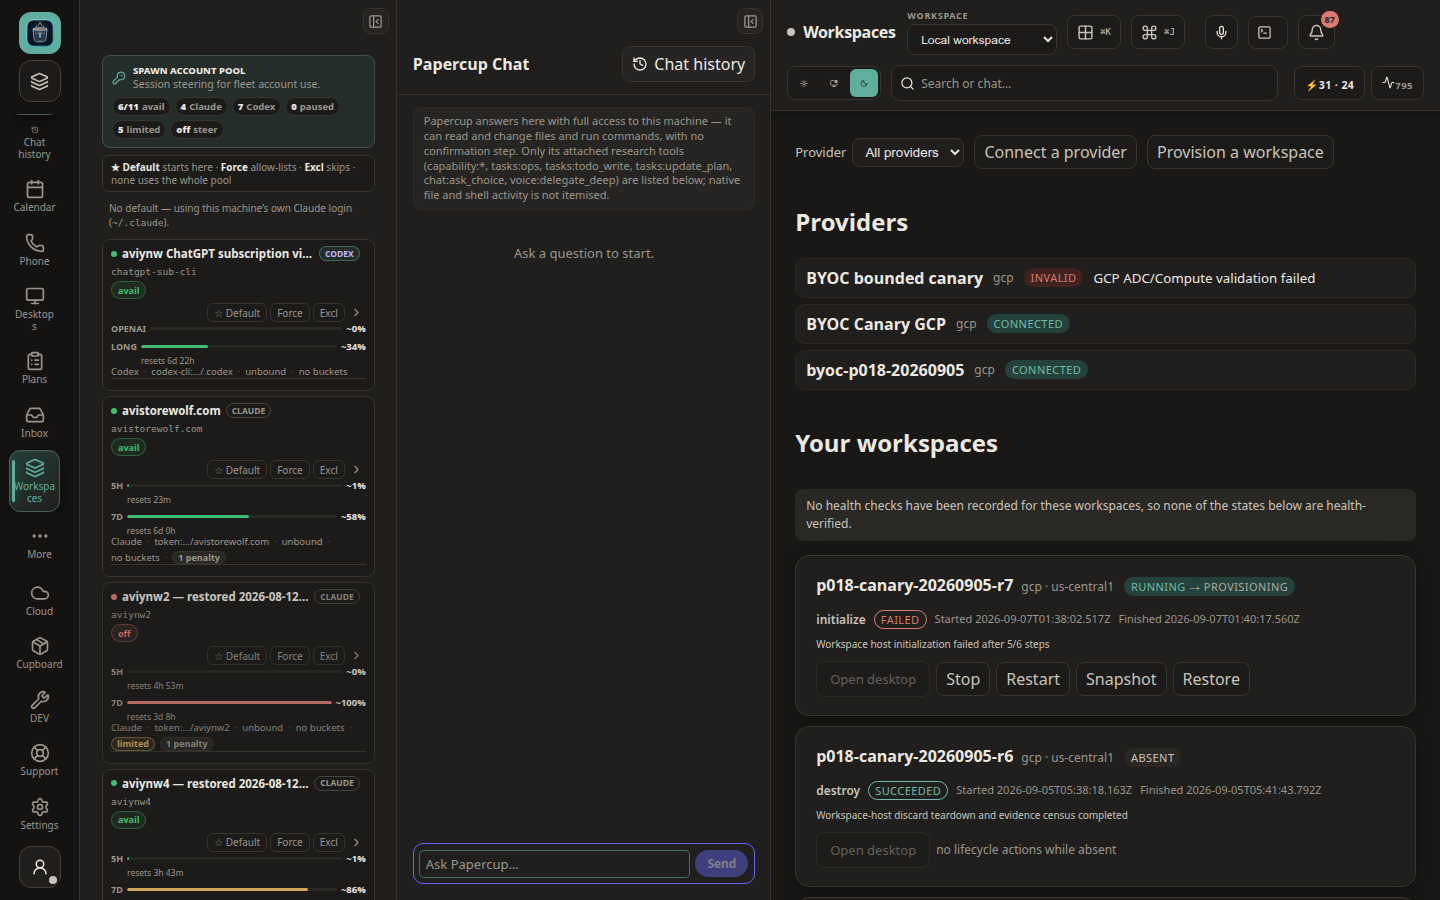 Chat
history
Calendar
Phone
Desktop
s
Plans
Inbox
Workspa
ces
More
Cloud
Cupboard
DEV
Support
Settings
SPAWN ACCOUNT POOL
Session steering for fleet account use.
6/11 avail
4 Claude
7 Codex
0 paused
5 limited
off steer
★ Default starts here · Force allow-lists · Excl skips ·
none uses the whole pool
No default — using this machine's own Claude login
(~/.claude).
aviynw ChatGPT subscription vi... CODEX
chatgpt-sub-cli
avail
☆ Default Force Excl
OPENAI ~0%
LONG ~34%
resets 6d 22h
Codex · codex-cli:.../.codex · unbound · no buckets
avistorewolf.com CLAUDE
avistorewolf.com
avail
☆ Default Force Excl
5H ~1%
resets 23m
7D ~58%
resets 6d 0h
Claude · token:.../avistorewolf.com · unbound ·
no buckets · 1 penalty
aviynw2 — restored 2026-08-12... CLAUDE
aviynw2
off
☆ Default Force Excl
5H ~0%
resets 4h 53m
7D ~100%
resets 3d 8h
Claude · token:.../aviynw2 · unbound · no buckets ·
limited 1 penalty
aviynw4 — restored 2026-08-12... CLAUDE
aviynw4
avail
☆ Default Force Excl
5H ~1%
resets 3h 43m
7D ~86%
Papercup Chat
Chat history
Papercup answers here with full access to this machine — it
can read and change files and run commands, with no
confirmation step. Only its attached research tools
(capability:*, tasks:ops, tasks:todo_write, tasks:update_plan,
chat:ask_choice, voice:delegate_deep) are listed below; native
file and shell activity is not itemised.
Ask a question to start.
Ask Papercup...
Send
Workspaces
WORKSPACE
Local workspace
⌘K
⌘J
87
Search or chat...
⚡31 · 24
795
Provider All providers Connect a provider Provision a workspace
Providers
BYOC bounded canary gcp INVALID GCP ADC/Compute validation failed
BYOC Canary GCP gcp CONNECTED
byoc-p018-20260905 gcp CONNECTED
Your workspaces
No health checks have been recorded for these workspaces, so none of the states below are health-
verified.
p018-canary-20260905-r7 gcp · us-central1 RUNNING → PROVISIONING
initialize FAILED Started 2026-09-07T01:38:02.517Z Finished 2026-09-07T01:40:17.560Z
Workspace host initialization failed after 5/6 steps
Open desktop Stop Restart Snapshot Restore
p018-canary-20260905-r6 gcp · us-central1 ABSENT
destroy SUCCEEDED Started 2026-09-05T05:38:18.163Z Finished 2026-09-05T05:41:43.792Z
Workspace-host discard teardown and evidence census completed
Open desktop no lifecycle actions while absent